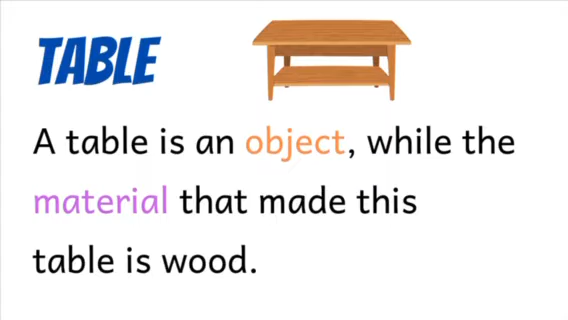 TABLE
A table is an object, while the
material that made this
table is wood.